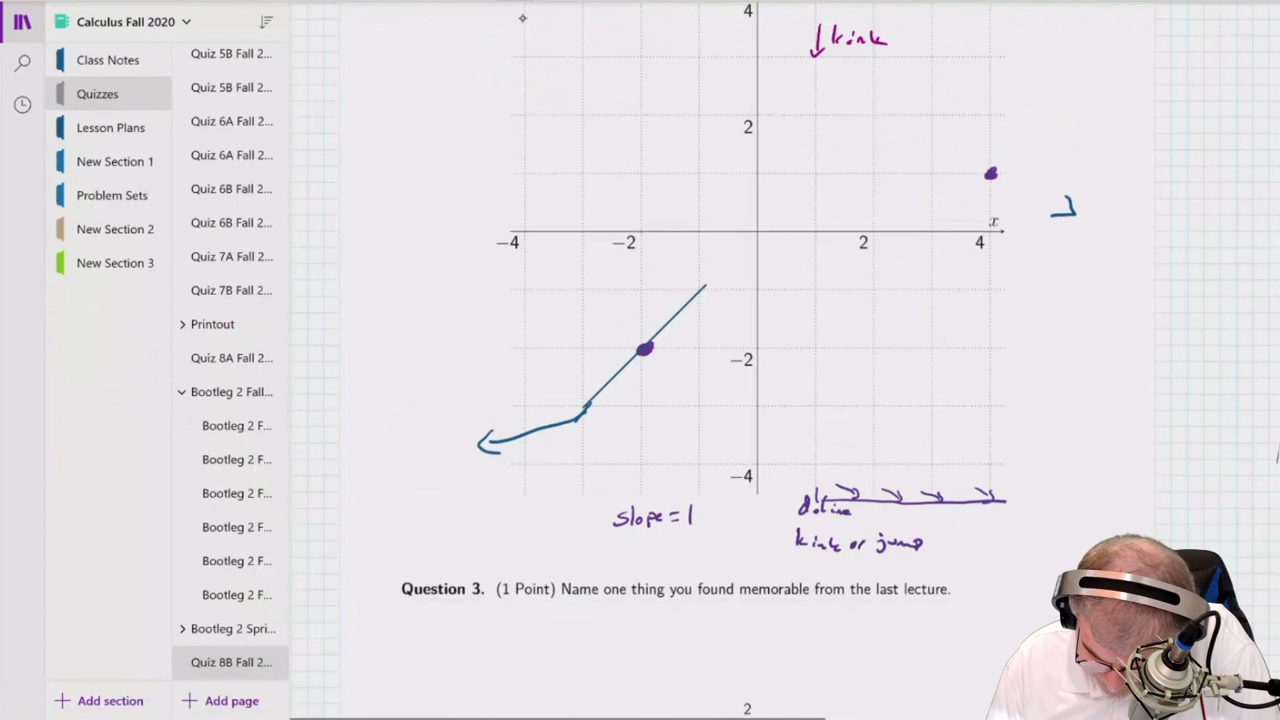 Calculus Fall 2020
Class Notes
Quizzes
Lesson Plans
New Section 1
Problem Sets
New Section 2
New Section 3
Add section
Quiz 5B Fall 2...
Quiz 5B Fall 2...
Quiz 6A Fall 2...
Quiz 6A Fall 2...
Quiz 6B Fall 2...
Quiz 6B Fall 2...
Quiz 7A Fall 2...
Quiz 7B Fall 2...
Printout
Quiz 8A Fall 2...
Bootleg 2 Fall...
Bootleg 2 F...
Bootleg 2 F...
Bootleg 2 F...
Bootleg 2 F...
Bootleg 2 F...
Bootleg 2 F...
Bootleg 2 Spri...
Quiz 8B Fall 2...
Add page
4
kink
2
x
−4 −2 2 4
−2
−4
slope = 1
kink or jump
Question 3. (1 Point) Name one thing you found memorable from the last lecture.
2